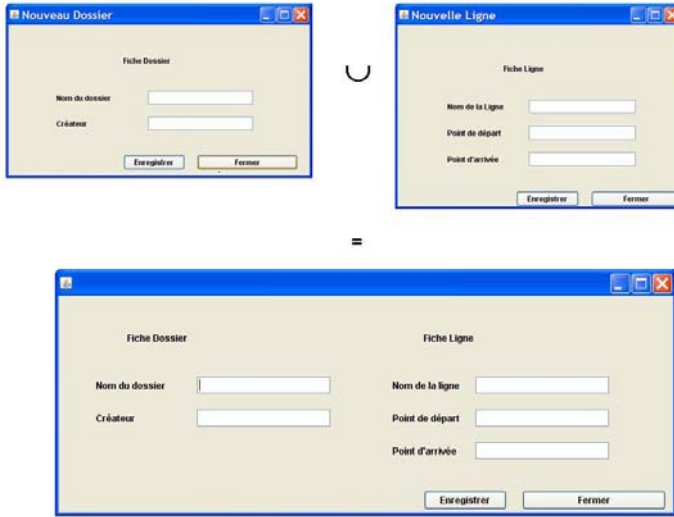 Nouveau Dossier
Fiche Dossier
Nom du dossier
Créateur
Enregistrer Fermer
∪
Nouvelle Ligne
Fiche Ligne
Nom de la Ligne
Point de départ
Point d'arrivée
Enregistrer Fermer
=
Fiche Dossier Fiche Ligne
Nom du dossier Nom de la ligne
Créateur Point de départ
Point d'arrivée
Enregistrer Fermer